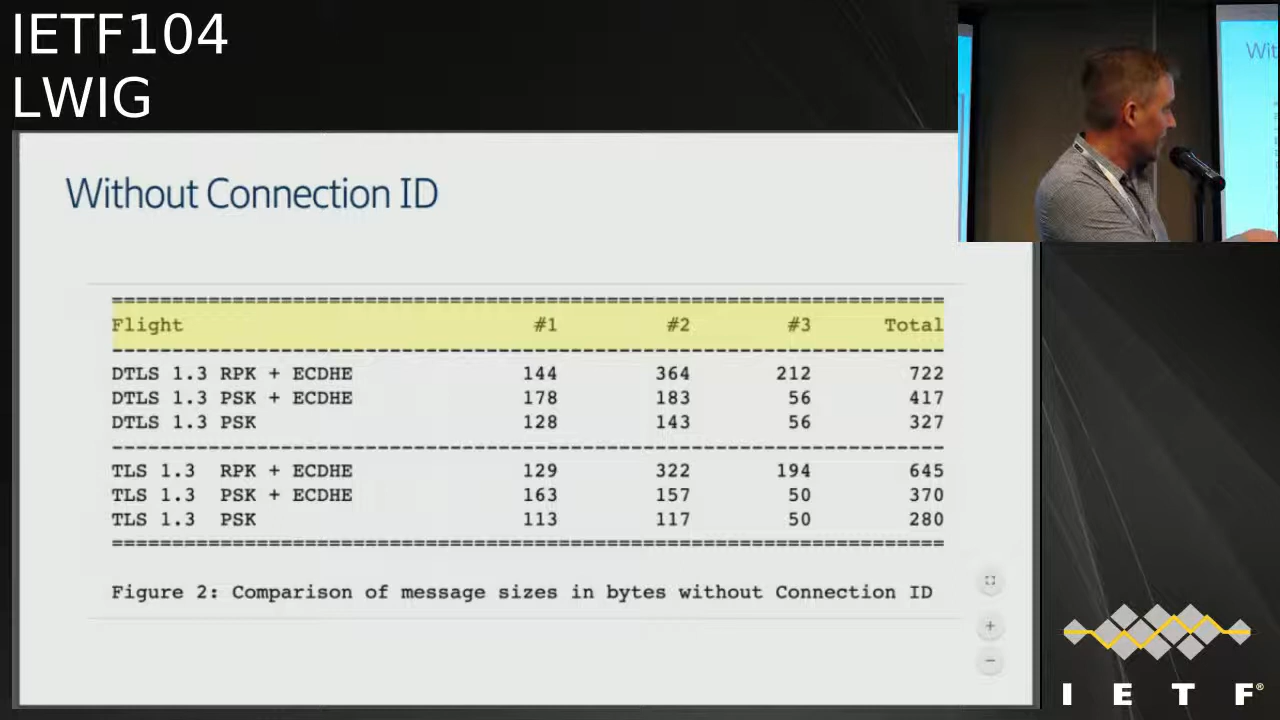 IETF104
LWIG
Wit
Without Connection ID
================================================================
Flight #1 #2 #3 Total
----------------------------------------------------------------
DTLS 1.3 RPK + ECDHE 144 364 212 722
DTLS 1.3 PSK + ECDHE 178 183 56 417
DTLS 1.3 PSK 128 143 56 327
----------------------------------------------------------------
TLS 1.3 RPK + ECDHE 129 322 194 645
TLS 1.3 PSK + ECDHE 163 157 50 370
TLS 1.3 PSK 113 117 50 280
================================================================
Figure 2: Comparison of message sizes in bytes without Connection ID
+
−
I E T F®